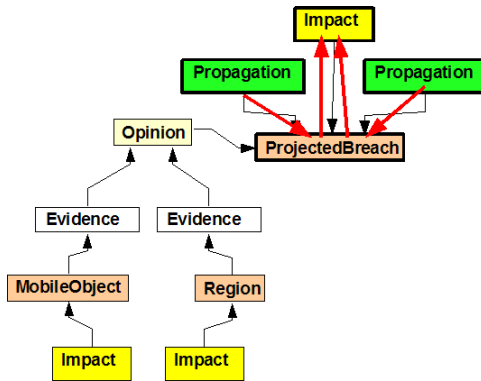 Impact
Propagation
Propagation
Opinion
ProjectedBreach
Evidence
Evidence
MobileObject
Region
Impact
Impact